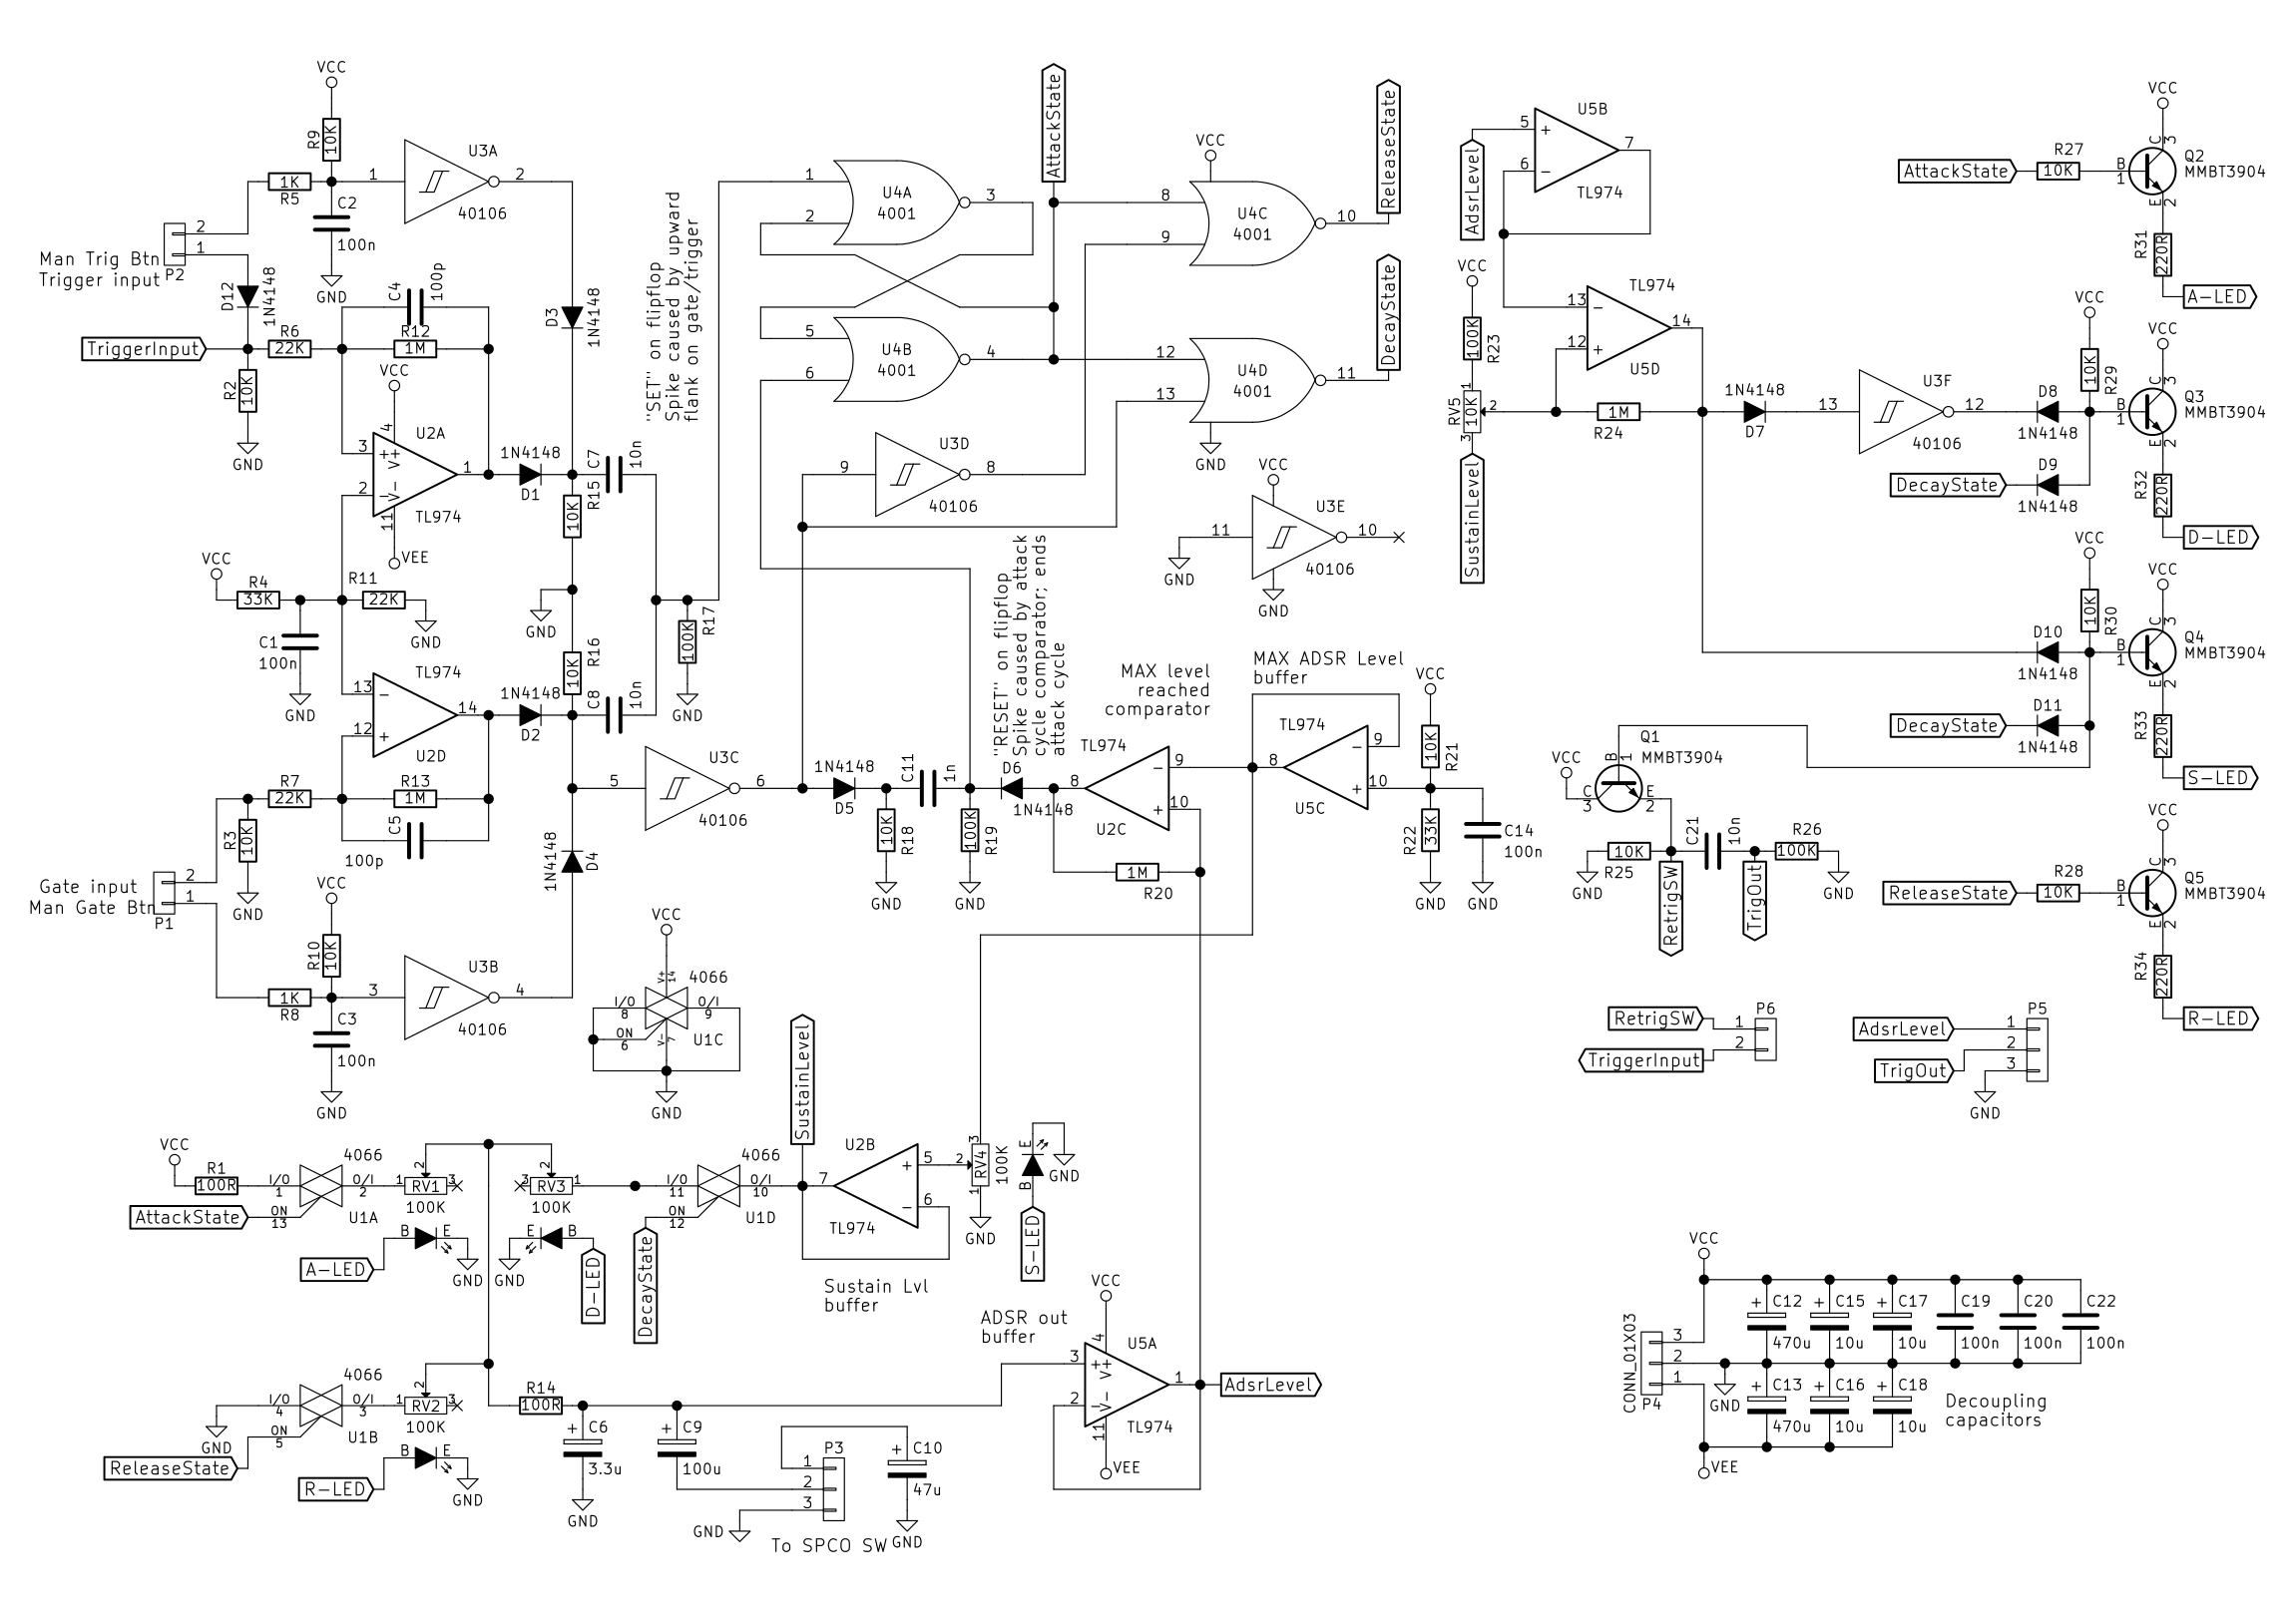 VCC
R9
10K
U3A
1
2
40106
1K
R5
C2
100n
GND
2
1
P2
Man Trig Btn
Trigger input
D12
1N4148
TriggerInput
R6
22K
R2
10K
GND
C4
100p
R12
1M
VCC
4
U2A
3
++
V+
2
V-
11
1
TL974
VEE
1N4148
D1
D3
1N4148
C7
10n
R15
10K
VCC
R4
33K
R11
22K
GND
C1
100n
GND
GND
R16
10K
C8
10n
R17
100K
GND
TL974
13
−
12
+
14
U2D
1N4148
D2
R7
22K
R13
1M
C5
100p
R3
10K
GND
Gate input
Man Gate Btn
2
1
P1
VCC
R10
10K
U3B
3
4
40106
1K
R8
C3
100n
GND
1N4148
D4
U3C
5
6
40106
"SET" on flipflop
Spike caused by upward
flank on gate/trigger
1
2
U4A
4001
3
5
6
U4B
4001
4
AttackState
VCC
8
9
U4C
4001
10
ReleaseState
12
13
U4D
4001
11
DecayState
GND
9
U3D
8
40106
VCC
11
U3E
10
40106
GND
GND
"RESET" on flipflop
Spike caused by attack
cycle comparator; ends
attack cycle
1N4148
D5
R18
10K
GND
C11
1n
R19
100K
GND
D6
1N4148
MAX level
reached
comparator
TL974
8
−
9
+
10
U2C
1M
R20
MAX ADSR Level
buffer
TL974
8
−
9
+
10
U5C
VCC
R21
10K
R22
33K
GND
C14
100n
GND
VCC
4066
I/O
8
O/I
9
ON
6
V+
14
V-
7
U1C
GND
VCC
R1
100R
4066
I/O
1
O/I
2
ON
13
U1A
AttackState
1
RV1
2
3
100K
B
E
A-LED
GND
3
RV3
2
1
100K
E
B
GND
D-LED
4066
I/O
11
O/I
10
ON
12
U1D
DecayState
SustainLevel
U2B
7
+
5
−
6
TL974
Sustain Lvl
buffer
3
2
RV4
1
100K
GND
E
B
GND
S-LED
4066
I/O
4
O/I
3
ON
5
U1B
GND
ReleaseState
1
RV2
2
3
100K
B
E
R-LED
GND
R14
100R
+
C6
3.3u
GND
+
C9
100u
P3
1
2
3
GND
To SPCO SW
+
C10
47u
GND
ADSR out
buffer
VCC
4
U5A
3
++
V+
2
V-
11
1
TL974
VEE
AdsrLevel
U5B
5
+
6
−
7
TL974
AdsrLevel
VCC
R23
100K
RV5
10K
1
2
3
SustainLevel
TL974
13
−
12
+
14
U5D
1M
R24
1N4148
D7
13
U3F
12
40106
D8
1N4148
D9
1N4148
DecayState
VCC
R29
10K
AttackState
R27
10K
VCC
B
1
C
3
E
2
Q2
MMBT3904
R31
220R
A-LED
VCC
B
1
C
3
E
2
Q3
MMBT3904
R32
220R
D-LED
VCC
R30
10K
D10
1N4148
D11
1N4148
DecayState
VCC
B
1
C
3
E
2
Q4
MMBT3904
R33
220R
S-LED
VCC
Q1
MMBT3904
B
1
C
3
E
2
10K
R25
GND
RetrigSW
C21
10n
TrigOut
R26
100K
GND
ReleaseState
R28
10K
VCC
B
1
C
3
E
2
Q5
MMBT3904
R34
220R
R-LED
RetrigSW
TriggerInput
P6
1
2
AdsrLevel
TrigOut
GND
P5
1
2
3
CONN_01X03
P4
3
2
1
VCC
GND
VEE
+
C12
470u
+
C15
10u
+
C17
10u
C19
100n
C20
100n
C22
100n
+
C13
470u
+
C16
10u
+
C18
10u
Decoupling
capacitors